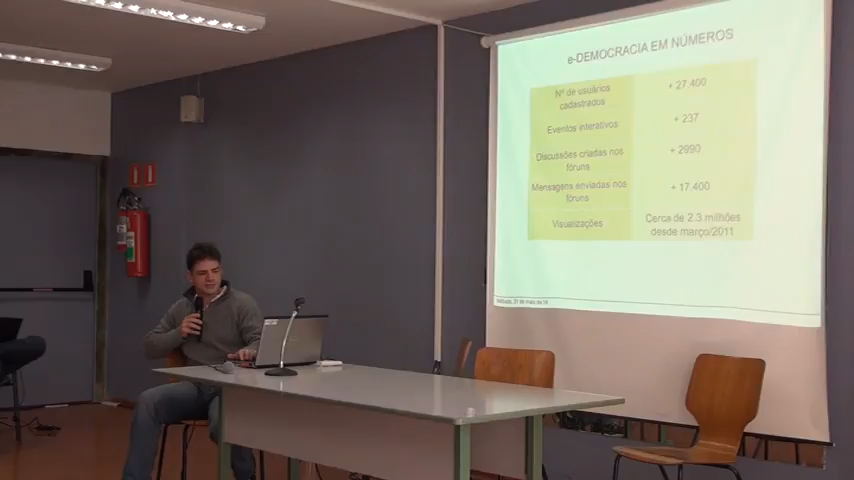 e-DEMOCRACIA EM NÚMEROS
Nº de usuários
cadastrados
+ 27.400
Eventos interativos
+ 237
Discussões criadas nos
fóruns
+ 2990
Mensagens enviadas nos
fóruns
+ 17.400
Visualizações
Cerca de 2.3 milhões
desde março/2011